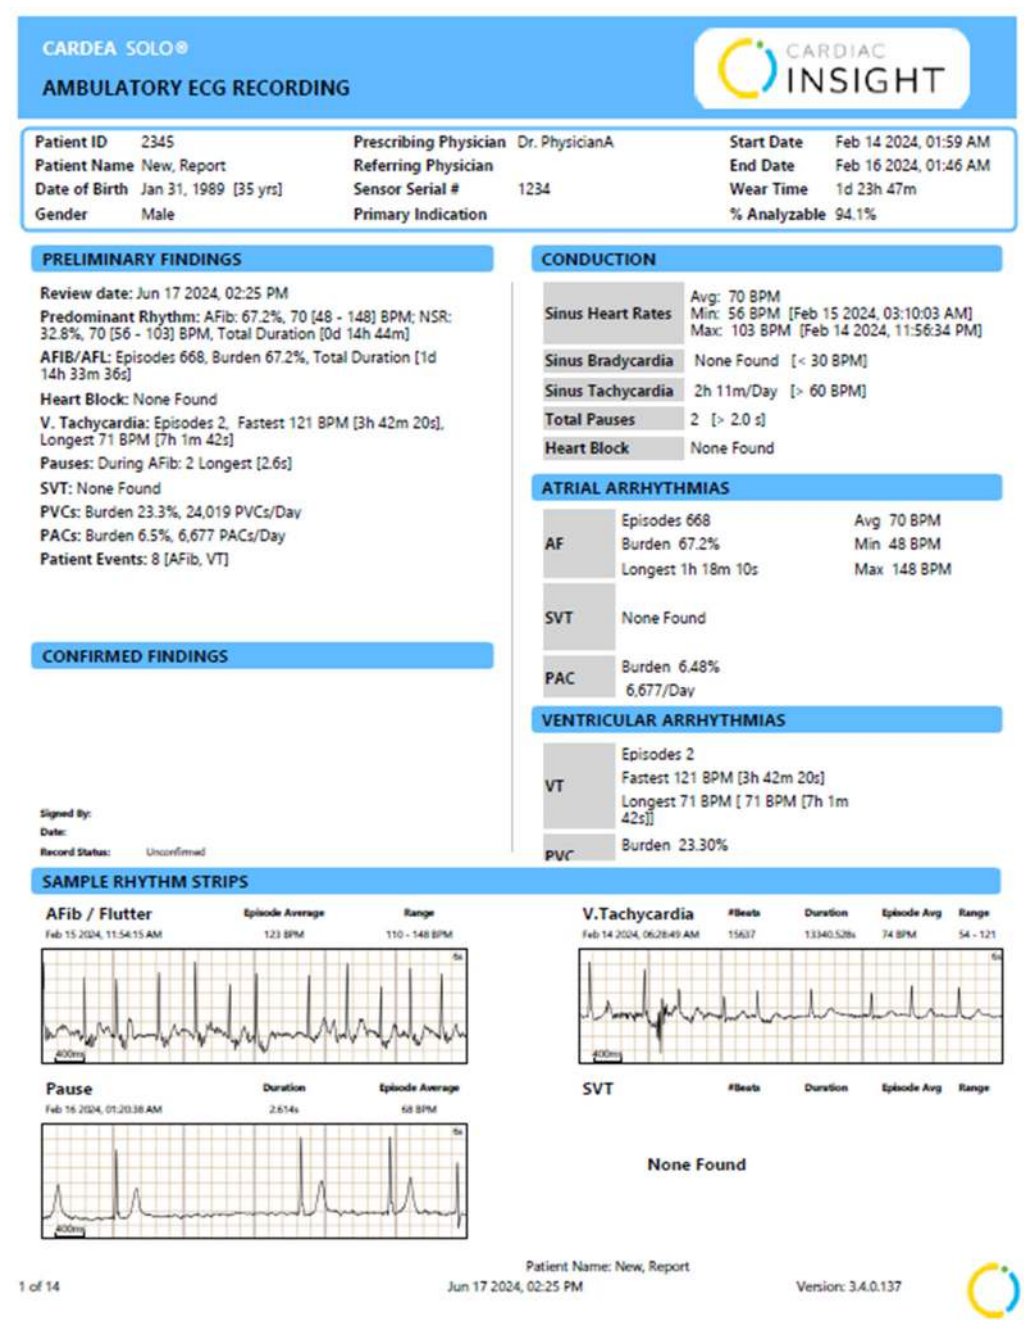 CARDEA SOLO®
AMBULATORY ECG RECORDING
CARDIAC
INSIGHT
Patient ID 2345
Patient Name New, Report
Date of Birth Jan 31, 1989 [35 yrs]
Gender Male
Prescribing Physician Dr. PhysicianA
Referring Physician
Sensor Serial # 1234
Primary Indication
Start Date Feb 14 2024, 01:59 AM
End Date Feb 16 2024, 01:46 AM
Wear Time 1d 23h 47m
% Analyzable 94.1%
PRELIMINARY FINDINGS
Review date: Jun 17 2024, 02:25 PM
Predominant Rhythm: AFib: 67.2%, 70 [48 - 148] BPM; NSR:
32.8%, 70 [56 - 103] BPM, Total Duration [0d 14h 44m]
AFIB/AFL: Episodes 668, Burden 67.2%, Total Duration [1d
14h 33m 36s]
Heart Block: None Found
V. Tachycardia: Episodes 2, Fastest 121 BPM [3h 42m 20s],
Longest 71 BPM [7h 1m 42s]
Pauses: During AFib: 2 Longest [2.6s]
SVT: None Found
PVCs: Burden 23.3%, 24,019 PVCs/Day
PACs: Burden 6.5%, 6,677 PACs/Day
Patient Events: 8 [AFib, VT]
CONFIRMED FINDINGS
Signed By:
Date:
Record Status: Unconfirmed
CONDUCTION
Sinus Heart Rates
Avg: 70 BPM
Min: 56 BPM [Feb 15 2024, 03:10:03 AM]
Max: 103 BPM [Feb 14 2024, 11:56:34 PM]
Sinus Bradycardia None Found [< 30 BPM]
Sinus Tachycardia 2h 11m/Day [> 60 BPM]
Total Pauses 2 [> 2.0 s]
Heart Block None Found
ATRIAL ARRHYTHMIAS
AF
Episodes 668 Avg 70 BPM
Burden 67.2% Min 48 BPM
Longest 1h 18m 10s Max 148 BPM
SVT None Found
PAC
Burden 6.48%
6,677/Day
VENTRICULAR ARRHYTHMIAS
VT
Episodes 2
Fastest 121 BPM [3h 42m 20s]
Longest 71 BPM [ 71 BPM [7h 1m
42s]]
PVC Burden 23.30%
SAMPLE RHYTHM STRIPS
AFib / Flutter Episode Average Range
Feb 15 2024, 11:54:15 AM 123 BPM 110 - 148 BPM
6s
400ms
V.Tachycardia #Beats Duration Episode Avg Range
Feb 14 2024, 06:28:49 AM 15637 13340.528s 74 BPM 54 - 121
6s
400ms
Pause Duration Episode Average
Feb 16 2024, 01:20:38 AM 2.614s 68 BPM
6s
400ms
SVT #Beats Duration Episode Avg Range
None Found
Patient Name: New, Report
1 of 14 Jun 17 2024, 02:25 PM Version: 3.4.0.137